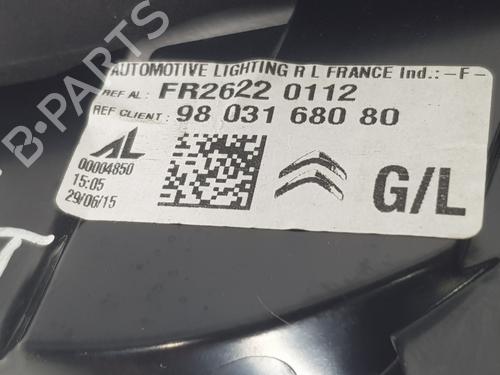 B-PARTS
AUTOMOTIVE LIGHTING R L FRANCE Ind.: -F-
REF AL: FR2622 0112
REF CLIENT: 98 031 680 80
AL
00004850
15:05
29/06/15
G/L